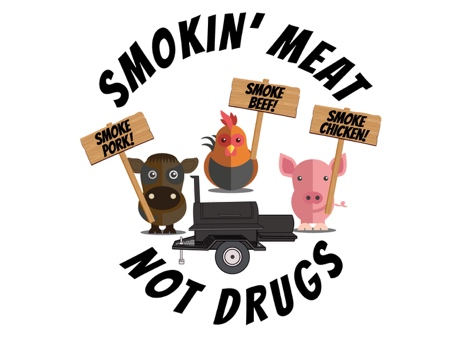 SMOKIN' MEAT
SMOKE
BEEF!
SMOKE
PORK!
SMOKE
CHICKEN!
NOT DRUGS